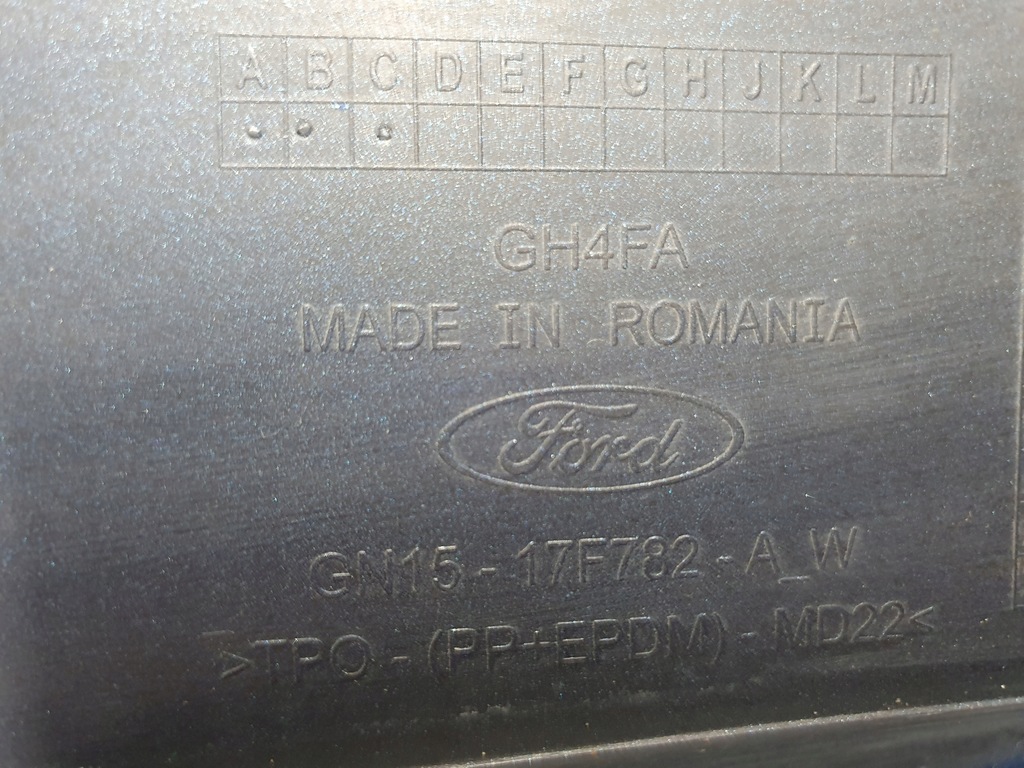 A B C D E F G H J K L M
GH4FA
MADE IN ROMANIA
Ford
GN15-17F782-A_W
>TPO-(PP+EPDM)-MD22<